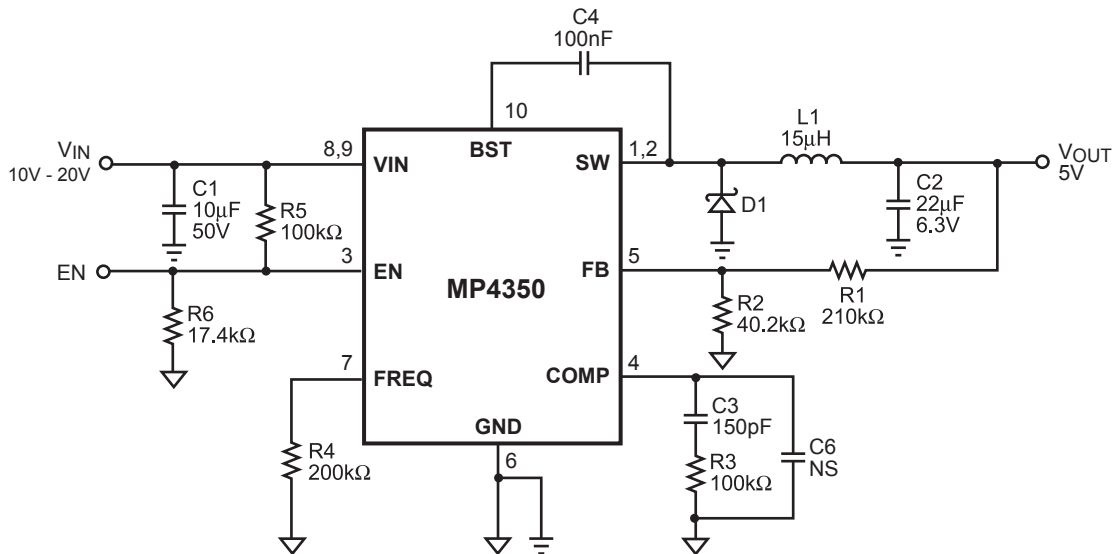 C4
100nF
10
L1
15µH
VIN
10V - 20V
8,9
VIN
BST
SW
1,2
VOUT
5V
C1
10µF
50V
R5
100kΩ
D1
C2
22µF
6.3V
EN
3
EN
MP4350
FB
5
R6
17.4kΩ
R2
40.2kΩ
R1
210kΩ
7
FREQ
COMP
4
GND
6
R4
200kΩ
C3
150pF
R3
100kΩ
C6
NS